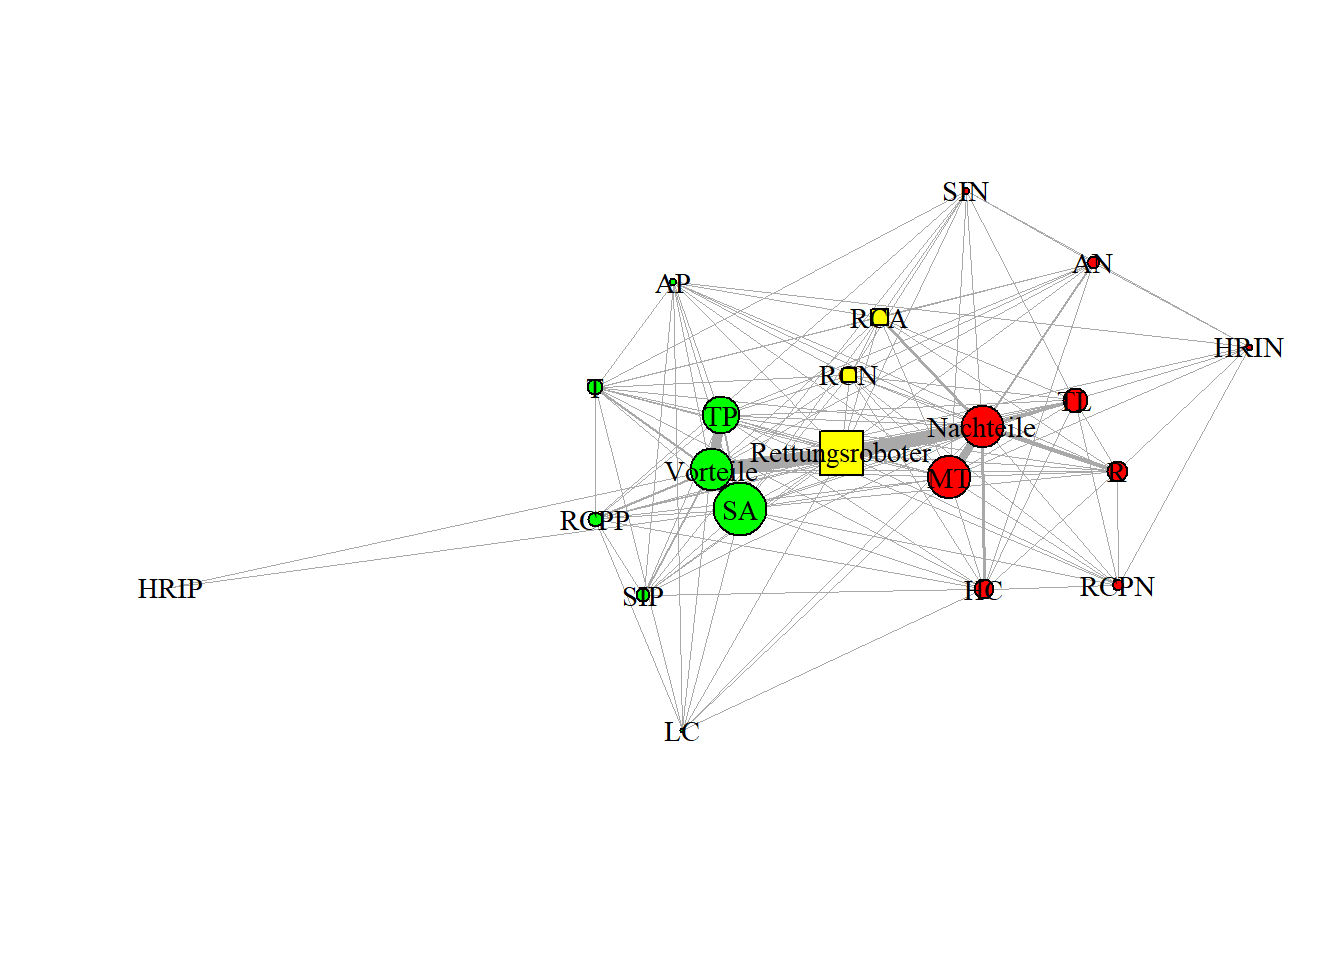 SIN
AN
AP
RCA
HRIN
RCN
T
TL
TP
Nachteile
Rettungsroboter
Vorteile
R
MT
SA
RCPP
HRIP
SIP
HC
RCPN
LC